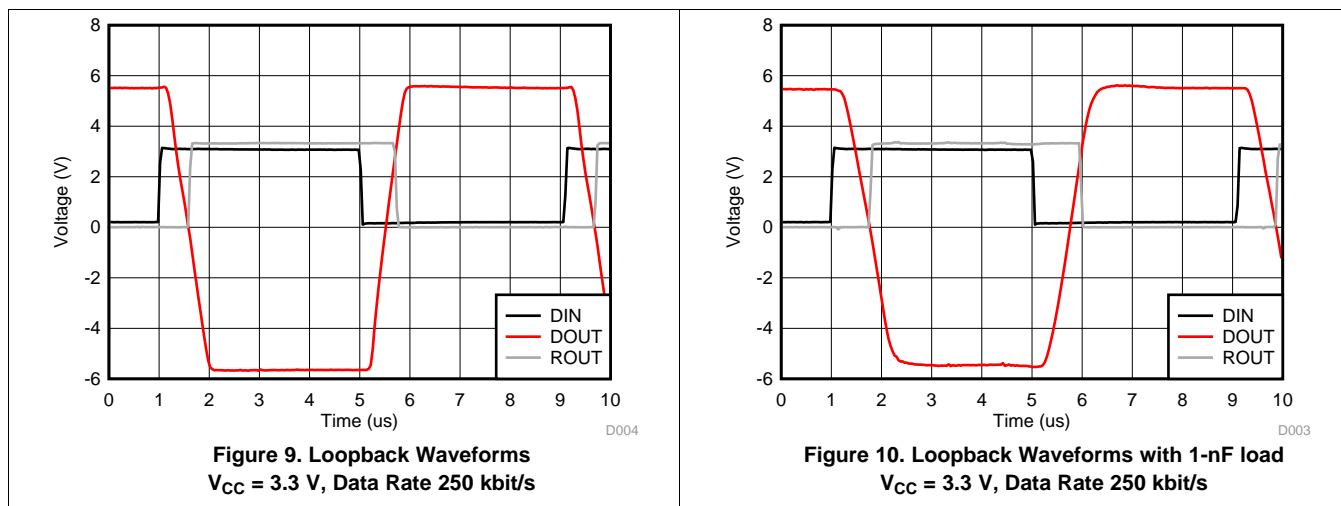 8
6
4
2
0
-2
-4
-6
Voltage (V)
DIN
DOUT
ROUT
0 1 2 3 4 5 6 7 8 9 10
Time (us)
D004
Figure 9. Loopback Waveforms
VCC = 3.3 V, Data Rate 250 kbit/s
8
6
4
2
0
-2
-4
-6
Voltage (V)
DIN
DOUT
ROUT
0 1 2 3 4 5 6 7 8 9 10
Time (us)
D003
Figure 10. Loopback Waveforms with 1-nF load
VCC = 3.3 V, Data Rate 250 kbit/s